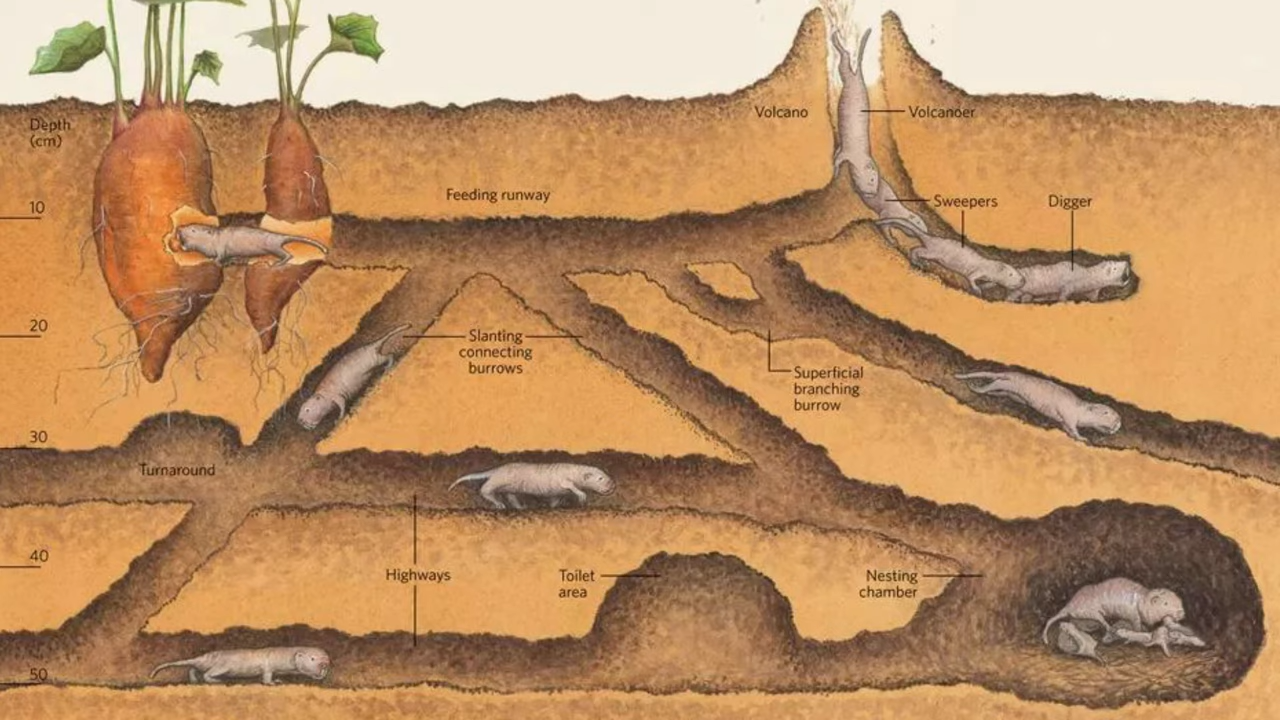 Volcano
Volcanoer
Depth
(cm)
Feeding runway
Sweepers
Digger
10
20
Slanting
connecting
burrows
Superficial
branching
burrow
30
Turnaround
40
Highways
Toilet
area
Nesting
chamber
50